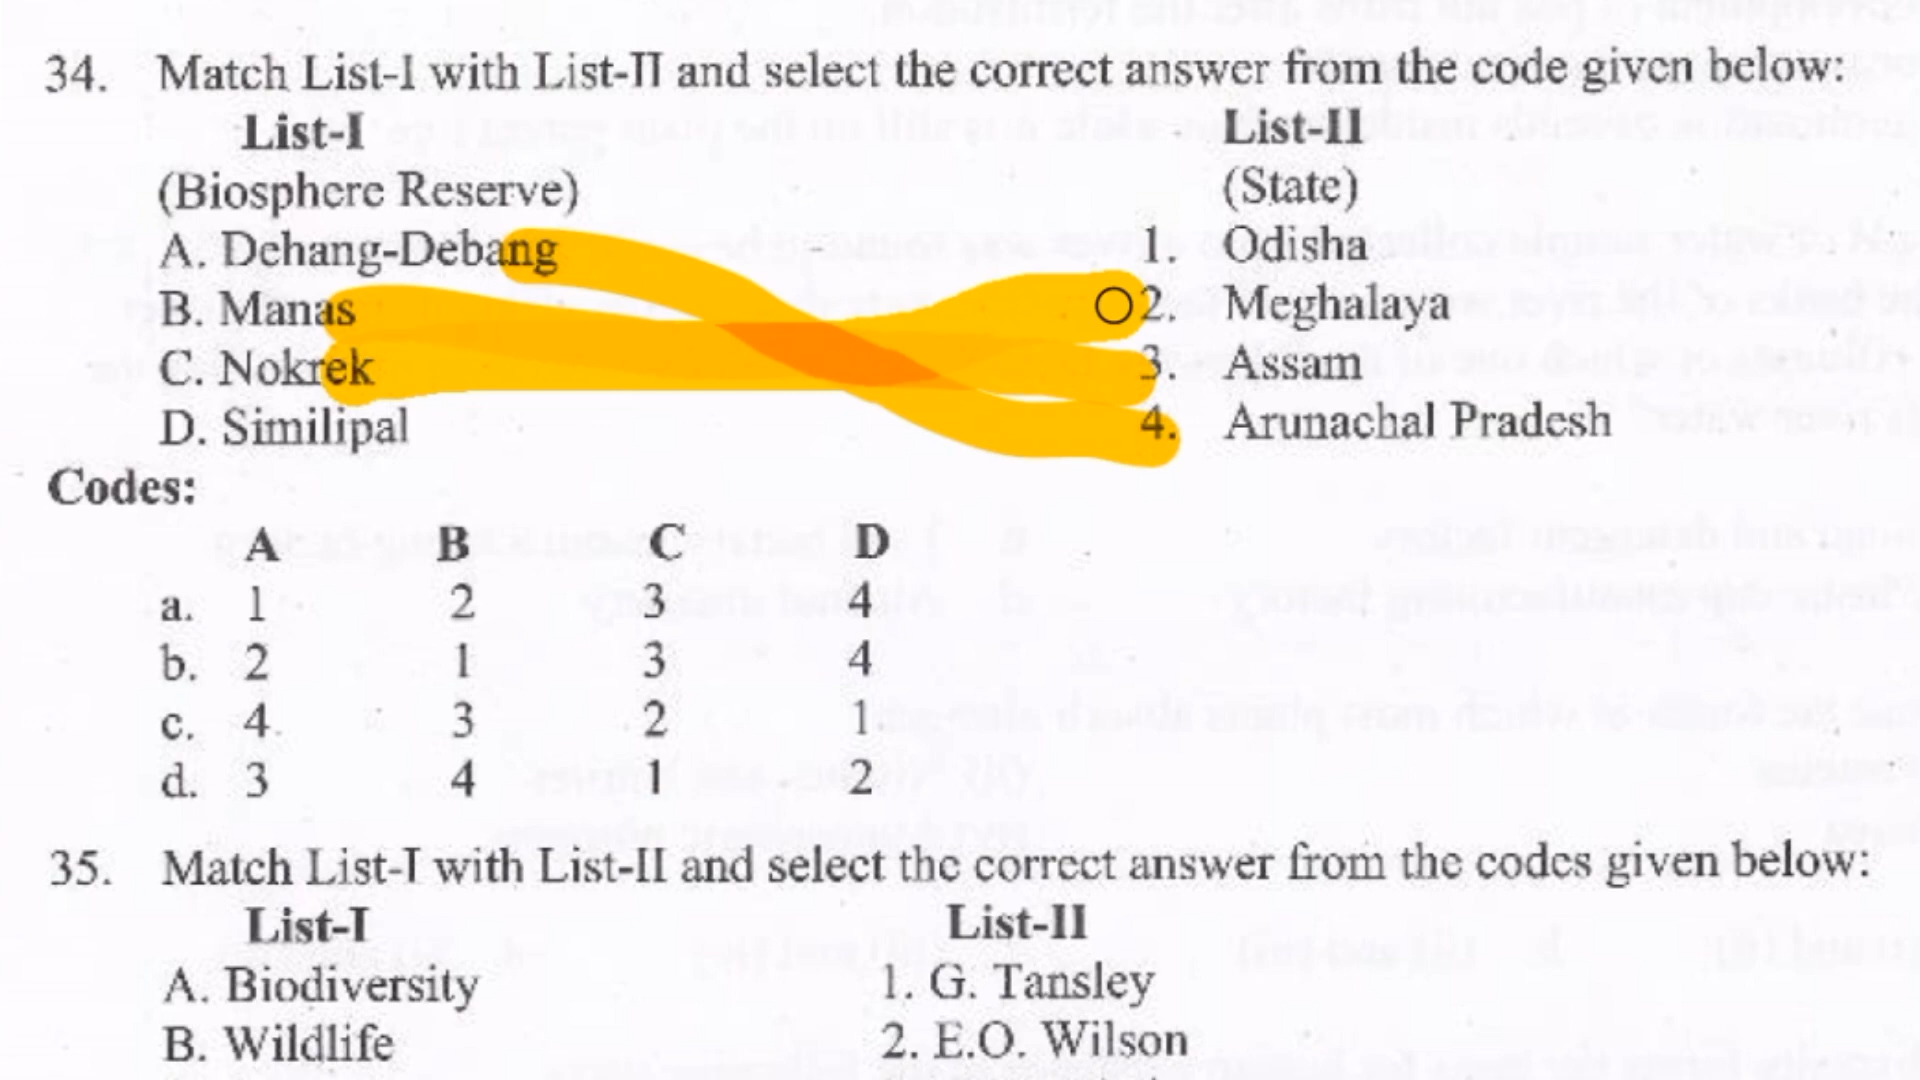 34. Match List-I with List-II and select the correct answer from the code given below:
List-I List-II
(Biosphere Reserve) (State)
A. Dehang-Debang 1. Odisha
B. Manas 2. Meghalaya
C. Nokrek 3. Assam
D. Similipal 4. Arunachal Pradesh
Codes:
A B C D
a. 1 2 3 4
b. 2 1 3 4
c. 4 3 2 1
d. 3 4 1 2
35. Match List-I with List-II and select the correct answer from the codes given below:
List-I List-II
A. Biodiversity 1. G. Tansley
B. Wildlife 2. E.O. Wilson